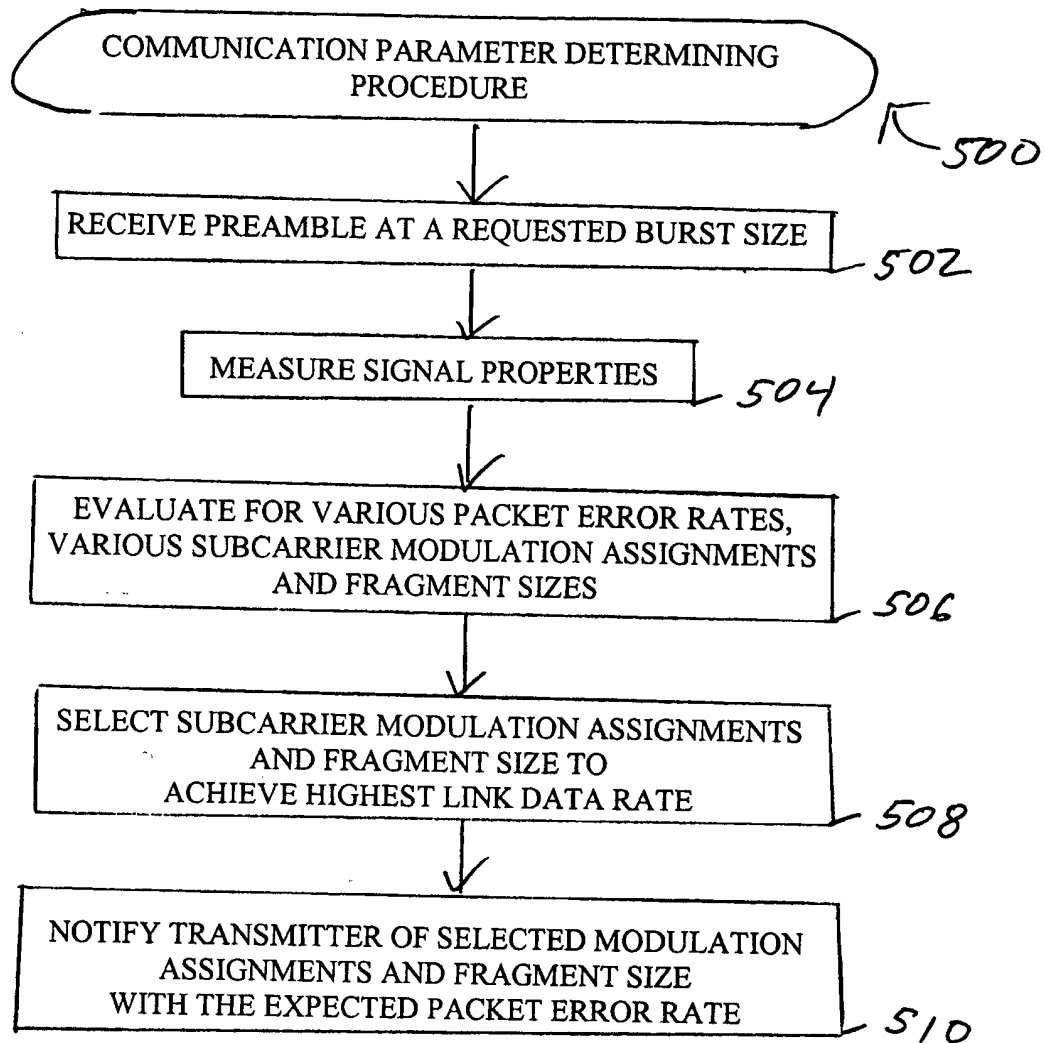 COMMUNICATION PARAMETER DETERMINING
PROCEDURE
500
RECEIVE PREAMBLE AT A REQUESTED BURST SIZE
502
MEASURE SIGNAL PROPERTIES
504
EVALUATE FOR VARIOUS PACKET ERROR RATES,
VARIOUS SUBCARRIER MODULATION ASSIGNMENTS
AND FRAGMENT SIZES
506
SELECT SUBCARRIER MODULATION ASSIGNMENTS
AND FRAGMENT SIZE TO
ACHIEVE HIGHEST LINK DATA RATE
508
NOTIFY TRANSMITTER OF SELECTED MODULATION
ASSIGNMENTS AND FRAGMENT SIZE
WITH THE EXPECTED PACKET ERROR RATE
510